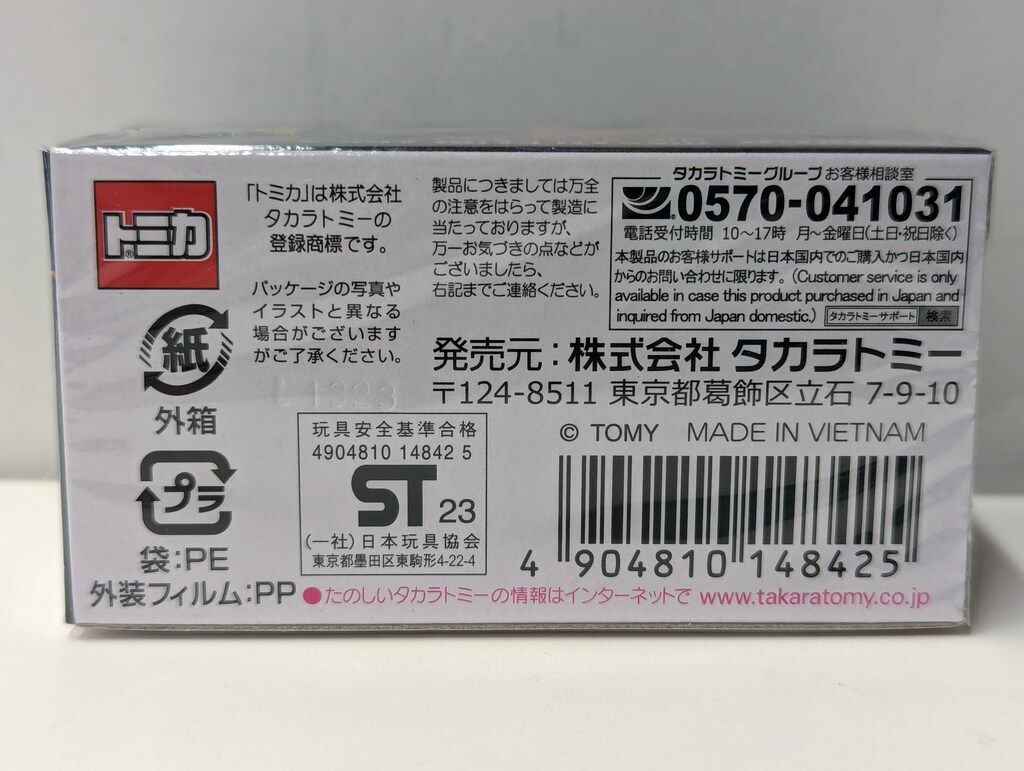 トミカ
®
「トミカ」は株式会社
タカラトミーの
登録商標です。
パッケージの写真や
イラストと異なる
場合がございます
がご了承ください。
製品につきましては万全
の注意をはらって製造に
当たっておりますが、
万一お気づきの点などが
ございましたら、
右記までご連絡ください。
タカラトミーグループ お客様相談室
0570-041031
電話受付時間 10〜17時 月〜金曜日(土日・祝日除く)
本製品のお客様サポートは日本国内でのご購入かつ日本国内
からのお問い合わせに限ります。(Customer service is only
available in case this product purchased in Japan and
inquired from Japan domestic.) タカラトミーサポート 検索
発売元:株式会社 タカラトミー
〒124-8511 東京都葛飾区立石 7-9-10
© TOMY MADE IN VIETNAM
紙
外箱
プラ
袋:PE
外装フィルム:PP
玩具安全基準合格
4904810 14842 5
ST 23
(一社)日本玩具協会
東京都墨田区東駒形4-22-4
4 904810 148425
●たのしいタカラトミーの情報はインターネットで www.takaratomy.co.jp